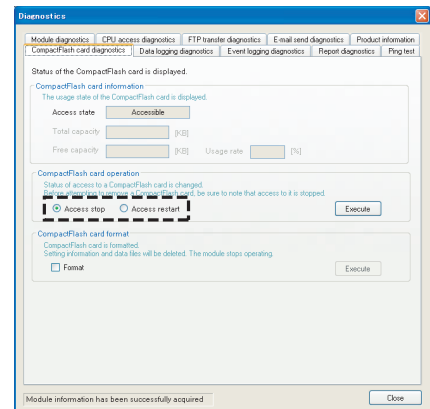 Diagnostics
Module diagnostics CPU access diagnostics FTP transfer diagnostics E-mail send diagnostics Product information
CompactFlash card diagnostics Data logging diagnostics Event logging diagnostics Report diagnostics Ping test
Status of the CompactFlash card is displayed.
CompactFlash card information
The usage state of the CompactFlash card is displayed.
Access state Accessible
Total capacity [KB]
Free capacity [KB] Usage rate [%]
CompactFlash card operation
Status of access to a CompactFlash card is changed.
Before attempting to remove a CompactFlash card, be sure to note that access to it is stopped.
Access stop Access restart Execute
CompactFlash card format
CompactFlash card is formatted.
Setting information and data files will be deleted. The module stops operating.
Format Execute
Module information has been successfully acquired Close